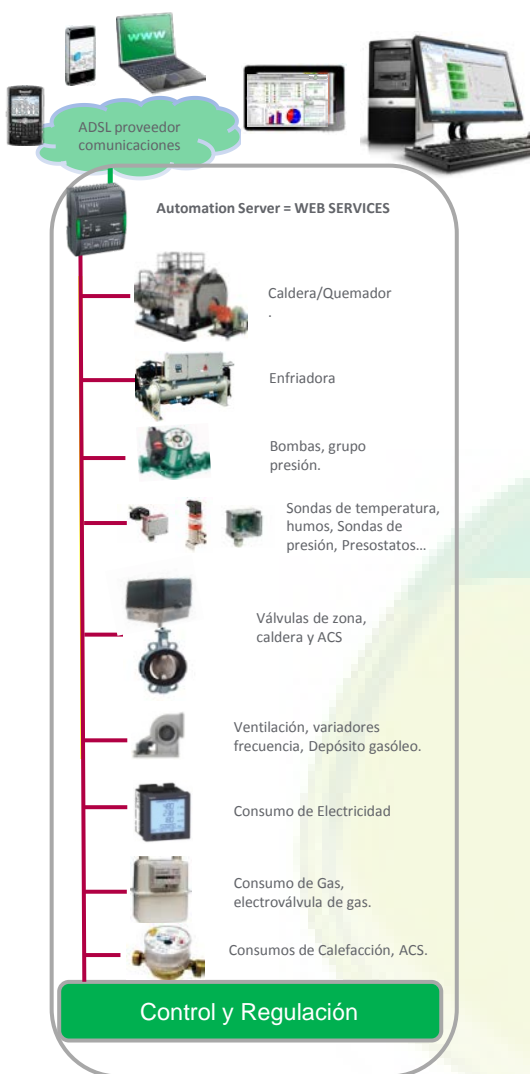 WWW
ADSL proveedor
comunicaciones
Automation Server = WEB SERVICES
Caldera/Quemador
.
Enfriadora
Bombas, grupo
presión.
Sondas de temperatura,
humos, Sondas de
presión, Presostatos…
Válvulas de zona,
caldera y ACS
Ventilación, variadores
frecuencia, Depósito gasóleo.
Consumo de Electricidad
Consumo de Gas,
electroválvula de gas.
Consumos de Calefacción, ACS.
Control y Regulación